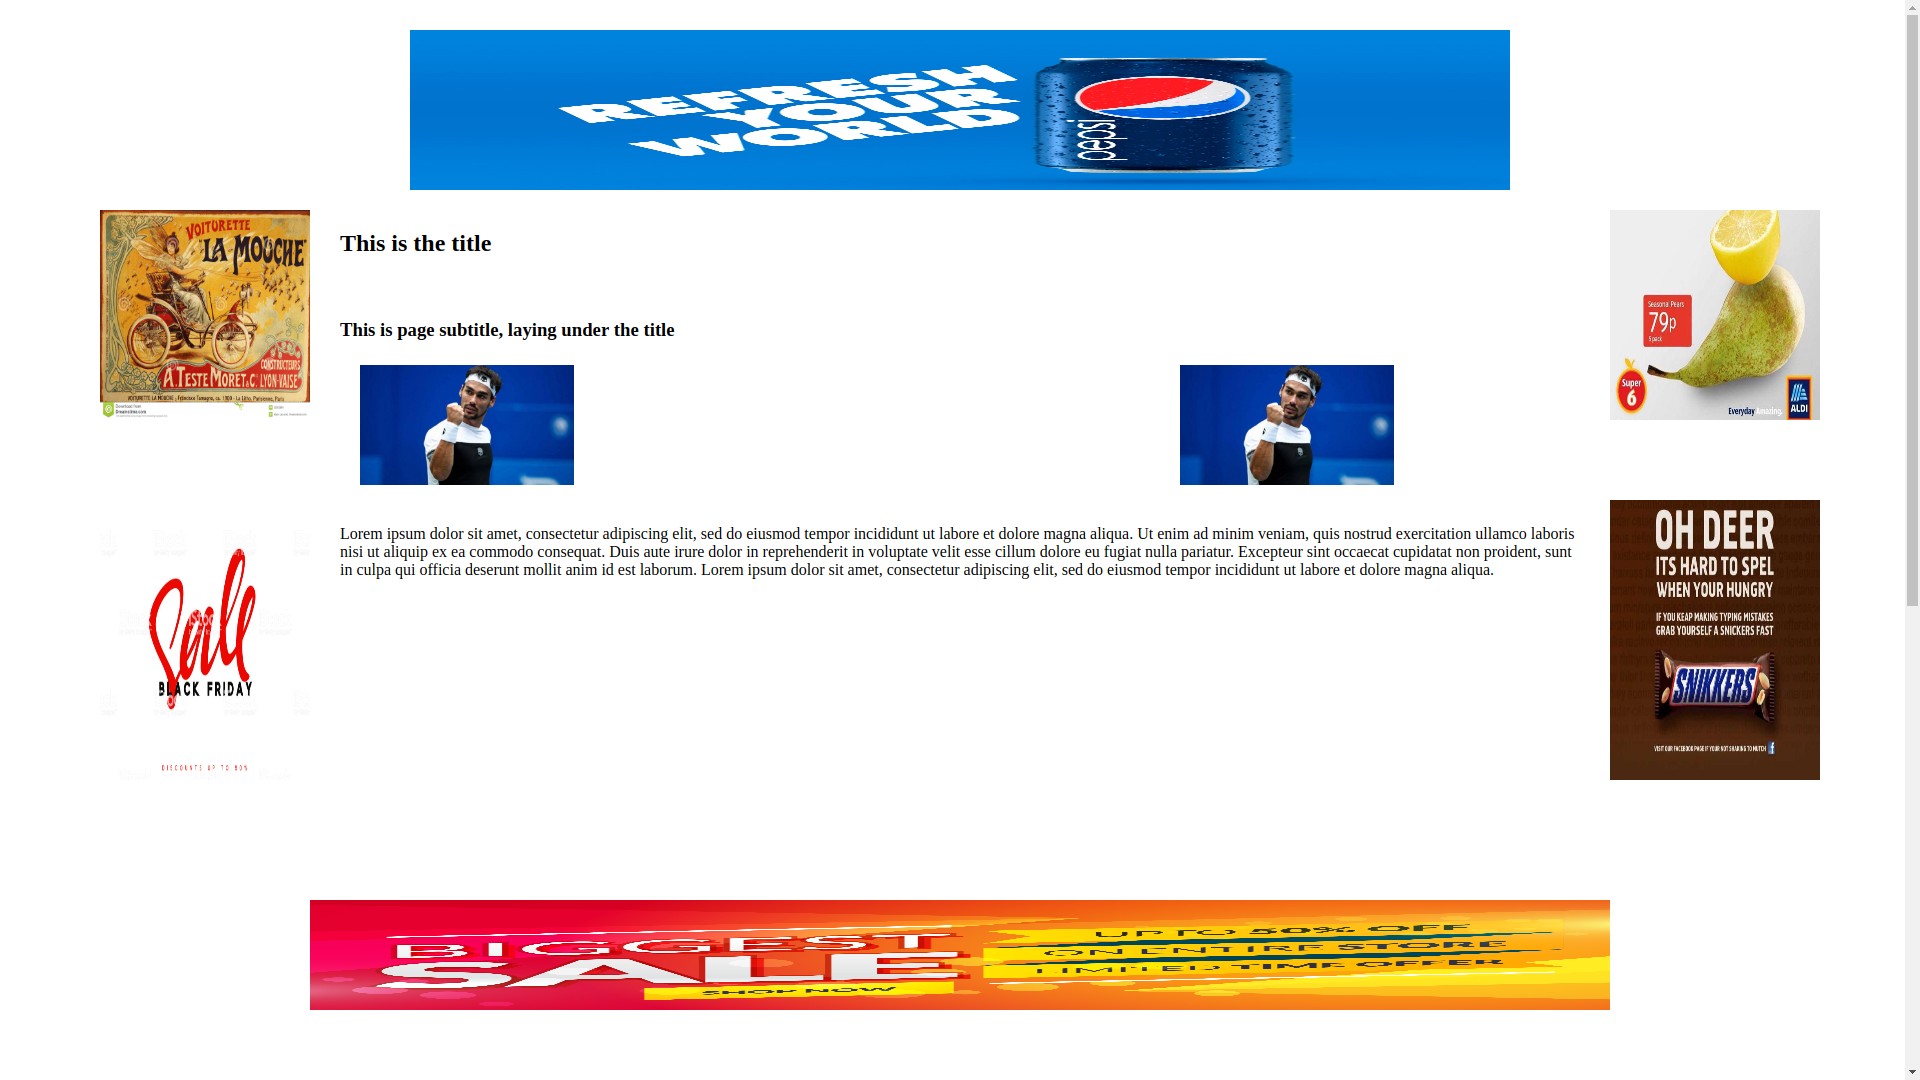 REFRESH
YOUR
WORLD
pepsi
VOITURETTE
"LA MOUCHE"
CONSTRUCTEURS
A. TESTE MORET & Cie LYON-VAISE
This is the title
This is page subtitle, laying under the title
Seasonal Pears
79p
5 pack
Super
6
Everyday Amazing.
ALDI
Lorem ipsum dolor sit amet, consectetur adipiscing elit, sed do eiusmod tempor incididunt ut labore et dolore magna aliqua. Ut enim ad minim veniam, quis nostrud exercitation ullamco laboris
nisi ut aliquip ex ea commodo consequat. Duis aute irure dolor in reprehenderit in voluptate velit esse cillum dolore eu fugiat nulla pariatur. Excepteur sint occaecat cupidatat non proident, sunt
in culpa qui officia deserunt mollit anim id est laborum. Lorem ipsum dolor sit amet, consectetur adipiscing elit, sed do eiusmod tempor incididunt ut labore et dolore magna aliqua.
Sale
BLACK FRIDAY
DISCOUNTS UP TO 80%
OH DEER
ITS HARD TO SPEL
WHEN YOUR HUNGRY
IF YOU KEAP MAKING TYPING MISTAKES
GRAB YOURSELF A SNICKERS FAST
SNIKKERS
VISIT OUR FACEBOOK PAGE IF YOUR NOT SHAKING TO MUTCH
BIGGEST
SALE
SHOP NOW
UP TO 50% OFF
ON ENTIRE STORE
LIMITED TIME OFFER